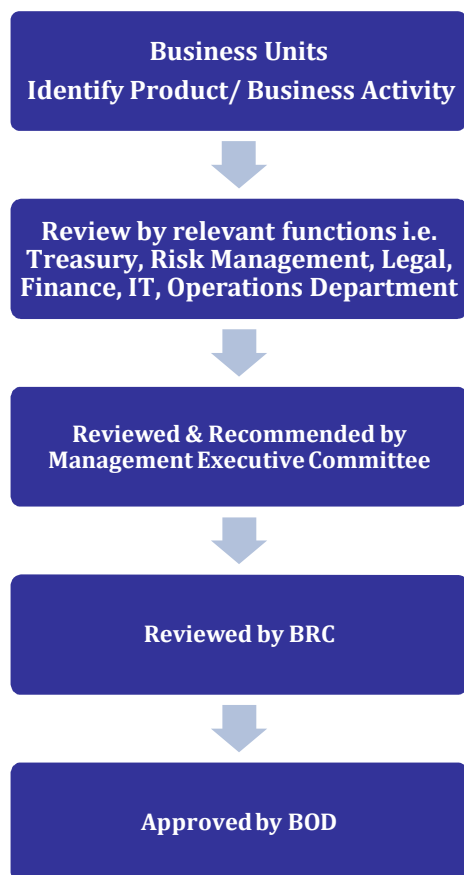 Business Units
Identify Product/ Business Activity
Review by relevant functions i.e.
Treasury, Risk Management, Legal,
Finance, IT, Operations Department
Reviewed & Recommended by
Management Executive Committee
Reviewed by BRC
Approved by BOD